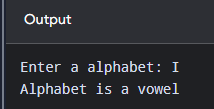 Output
Enter a alphabet: I
Alphabet is a vowel